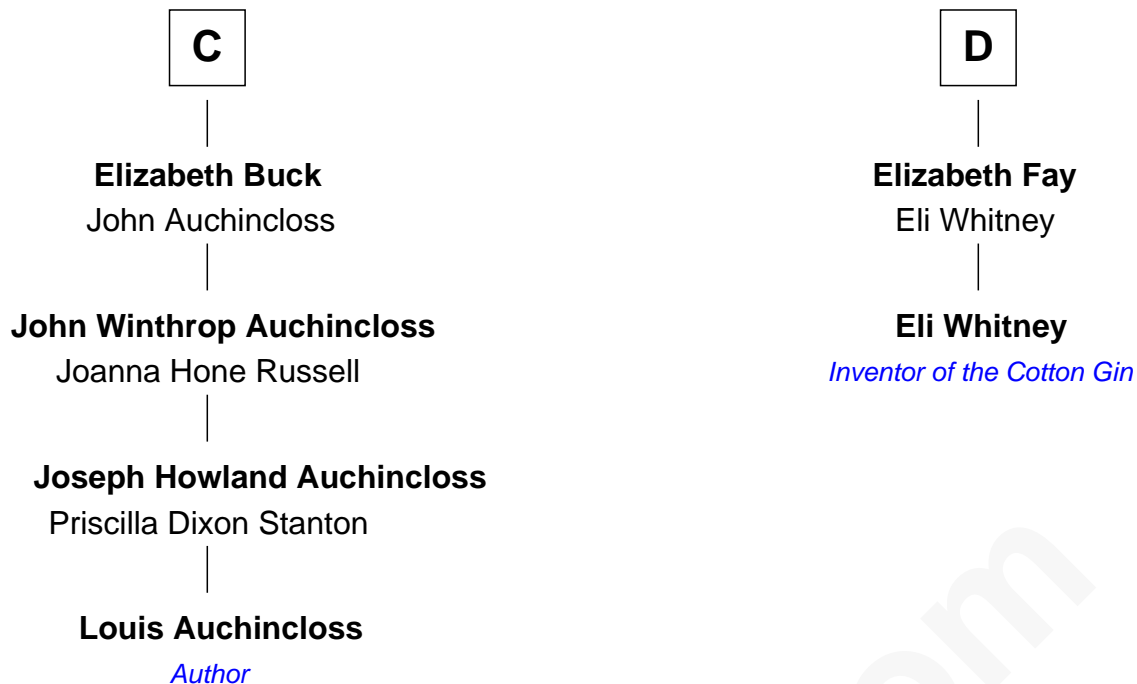 C
Elizabeth Buck
John Auchincloss
John Winthrop Auchincloss
Joanna Hone Russell
Joseph Howland Auchincloss
Priscilla Dixon Stanton
Louis Auchincloss
Author
D
Elizabeth Fay
Eli Whitney
Eli Whitney
Inventor of the Cotton Gin
om